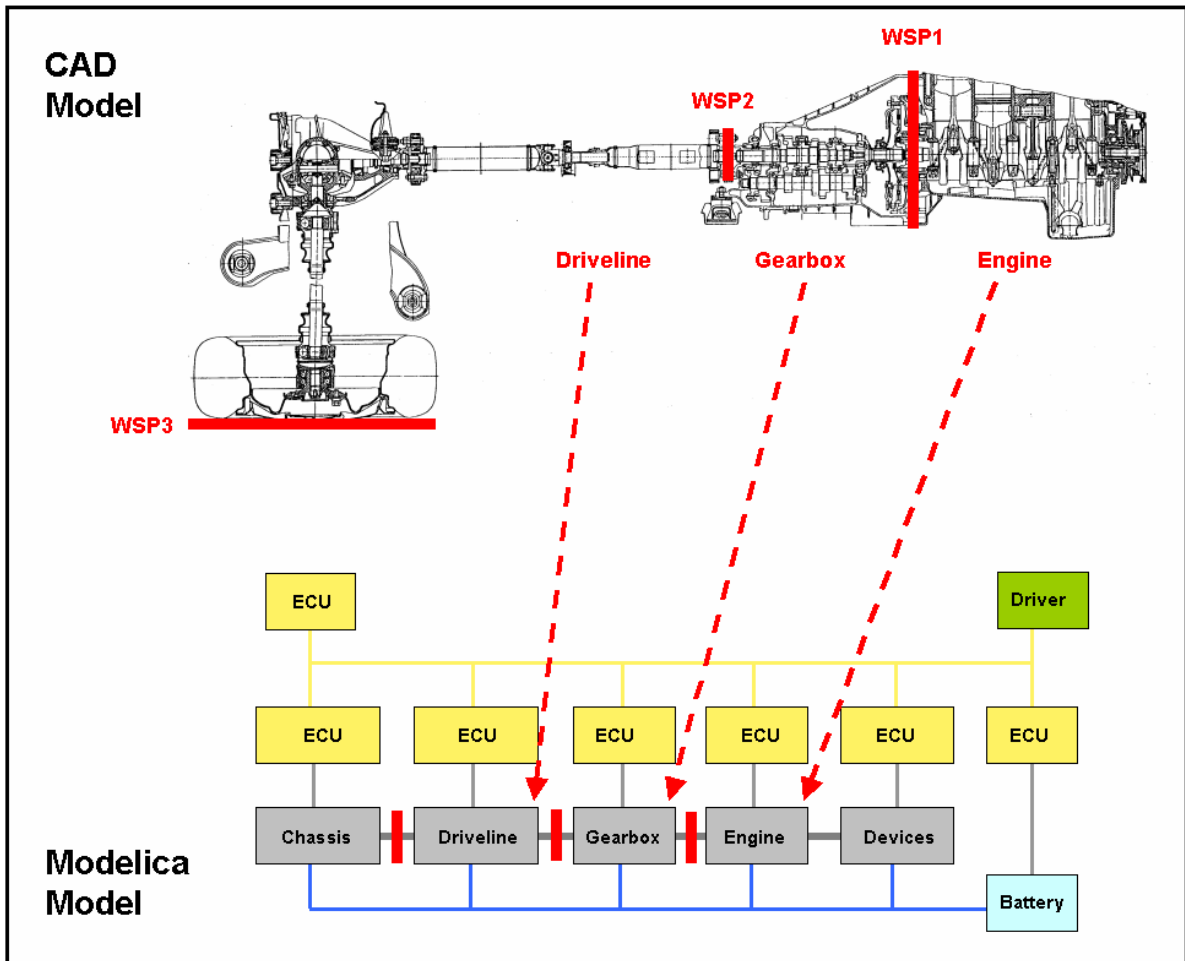 CAD
Model
WSP1
WSP2
Driveline
Gearbox
Engine
WSP3
ECU
Driver
ECU
ECU
ECU
ECU
ECU
ECU
Chassis
Driveline
Gearbox
Engine
Devices
Modelica
Model
Battery